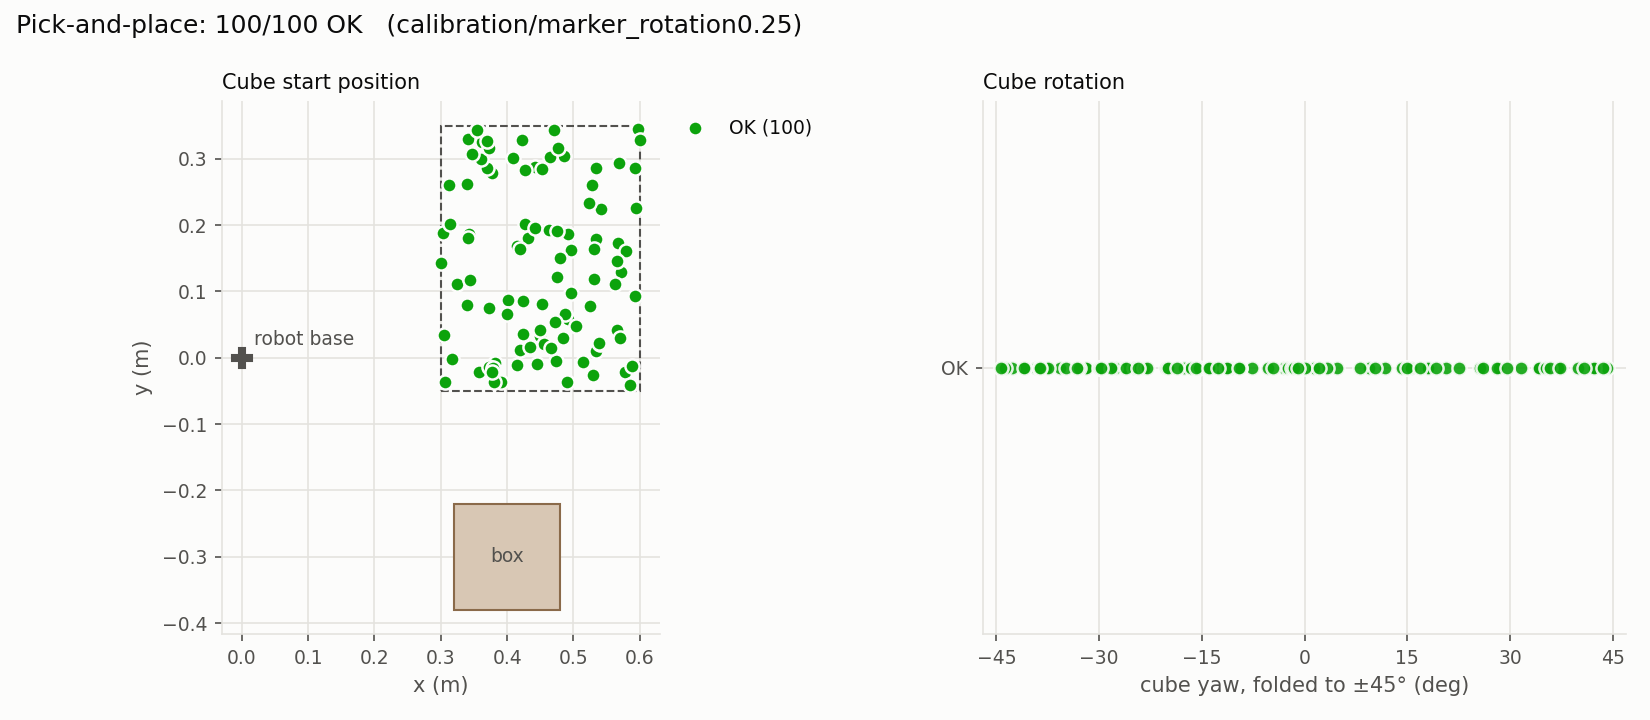 Pick-and-place: 100/100 OK   (calibration/marker_rotation0.25)
Cube start position
OK (100)
robot base
box
0.3
0.2
0.1
0.0
−0.1
−0.2
−0.3
−0.4
y (m)
0.0 0.1 0.2 0.3 0.4 0.5 0.6
x (m)
Cube rotation
OK
−45 −30 −15 0 15 30 45
cube yaw, folded to ±45° (deg)